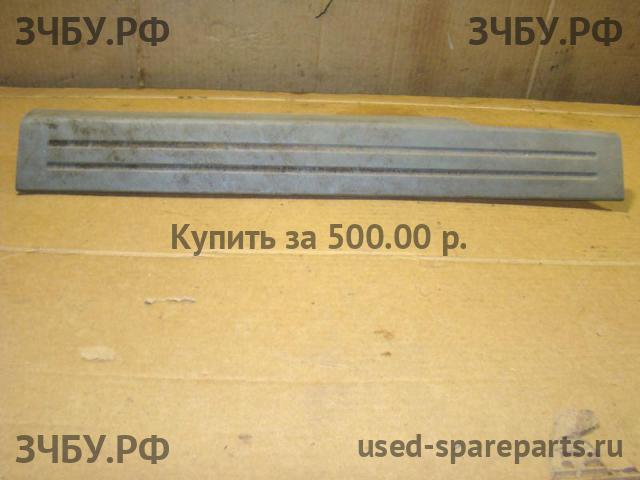 ЗЧБУ.РФ ЗЧБУ.РФ
Купить за 500.00 р.
ЗЧБУ.РФ used-spareparts.ru